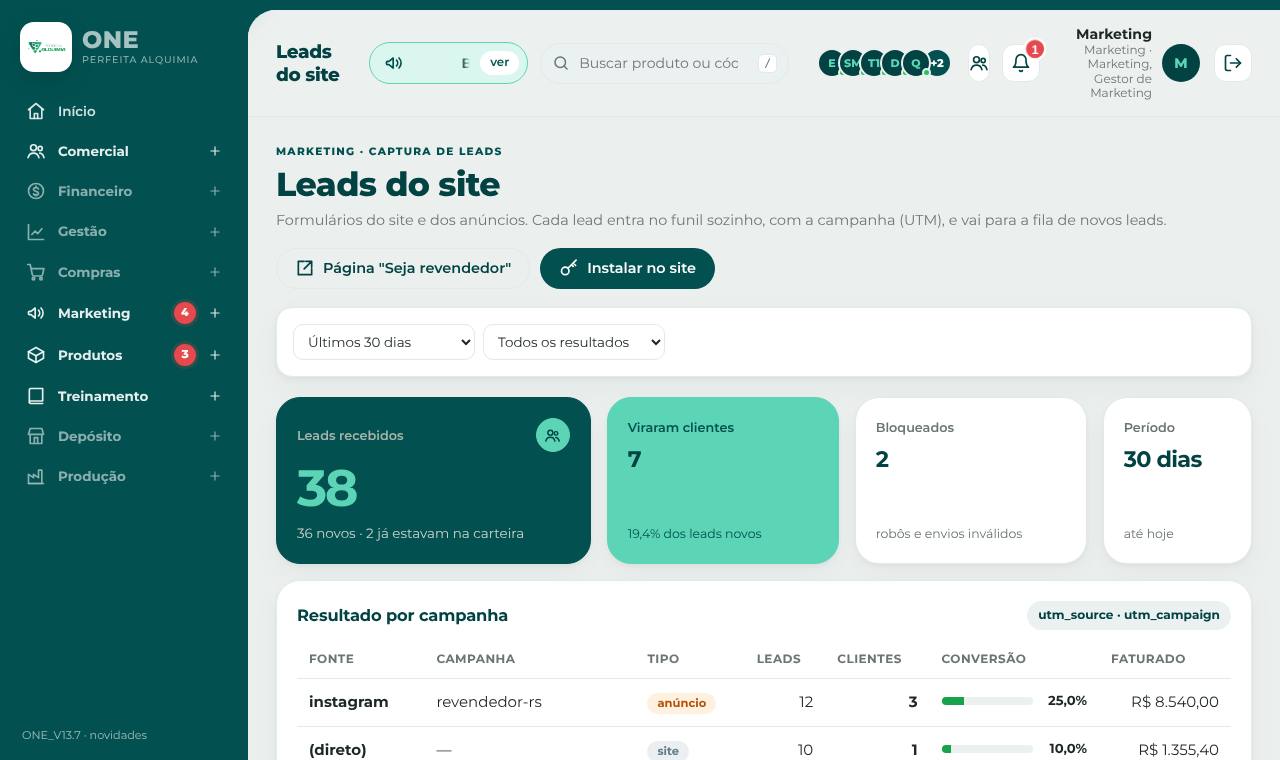 ONE
PERFEITA ALQUIMIA
Início
Comercial +
Financeiro +
Gestão +
Compras +
Marketing 4 +
Produtos 3 +
Treinamento +
Depósito +
Produção +
ONE_V13.7 · novidades
Leads
do site
E ver
Buscar produto ou cóc /
E SM T1 D Q +2
1
Marketing
Marketing ·
Marketing,
Gestor de
Marketing
M
MARKETING · CAPTURA DE LEADS
Leads do site
Formulários do site e dos anúncios. Cada lead entra no funil sozinho, com a campanha (UTM), e vai para a fila de novos leads.
Página "Seja revendedor" Instalar no site
Últimos 30 dias Todos os resultados
Leads recebidos
38
36 novos · 2 já estavam na carteira
Viraram clientes
7
19,4% dos leads novos
Bloqueados
2
robôs e envios inválidos
Período
30 dias
até hoje
Resultado por campanha utm_source · utm_campaign
FONTE CAMPANHA TIPO LEADS CLIENTES CONVERSÃO FATURADO
instagram revendedor-rs anúncio 12 3 25,0% R$ 8.540,00
(direto) — site 10 1 10,0% R$ 1.355,40